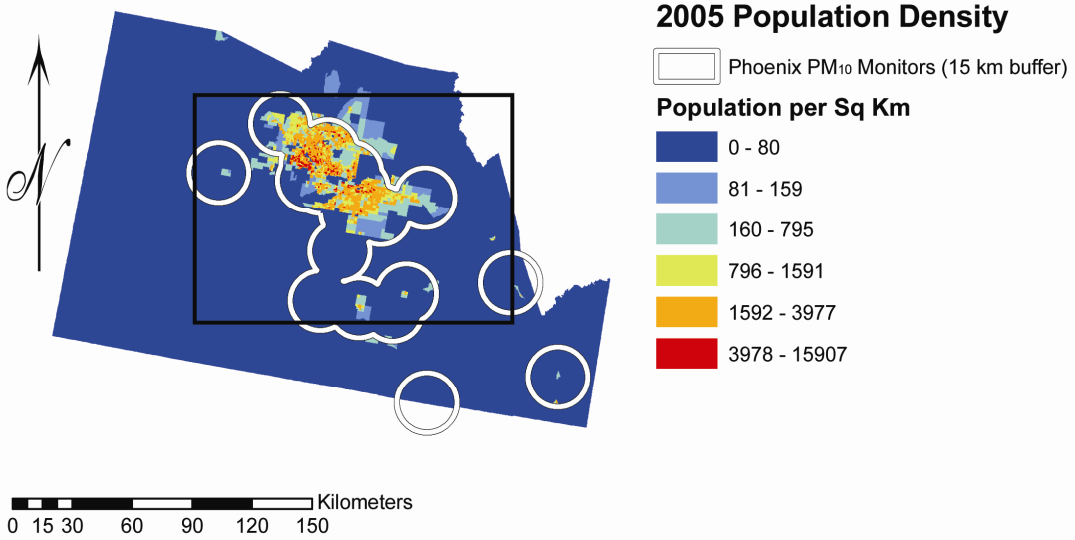 2005 Population Density
Phoenix PM10 Monitors (15 km buffer)
Population per Sq Km
0 - 80
81 - 159
160 - 795
796 - 1591
1592 - 3977
3978 - 15907
N
Kilometers
0 15 30 60 90 120 150